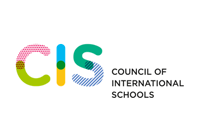 CIS
COUNCIL OF
INTERNATIONAL
SCHOOLS